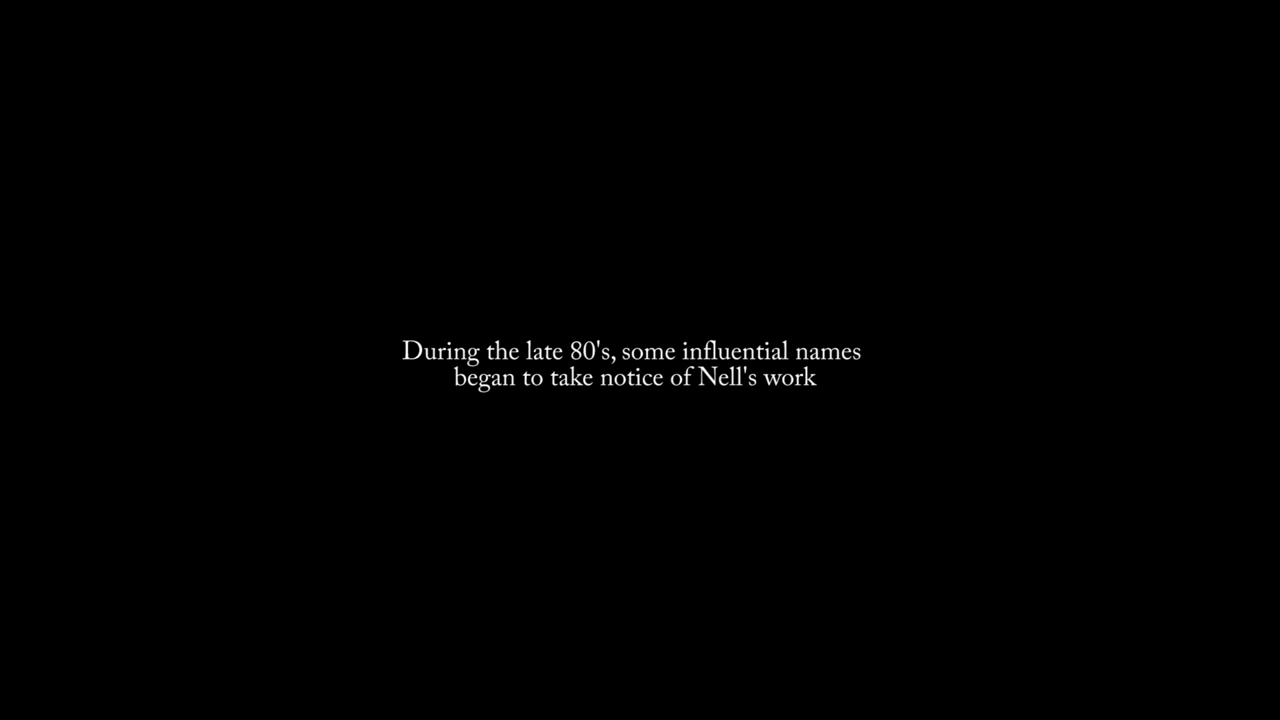 During the late 80's, some influential names
began to take notice of Nell's work